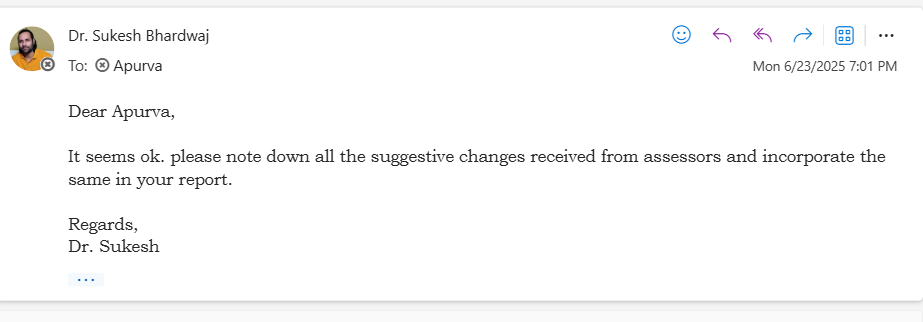 Dr. Sukesh Bhardwaj
To: Apurva
Mon 6/23/2025 7:01 PM
Dear Apurva,
It seems ok. please note down all the suggestive changes received from assessors and incorporate the
same in your report.
Regards,
Dr. Sukesh
...